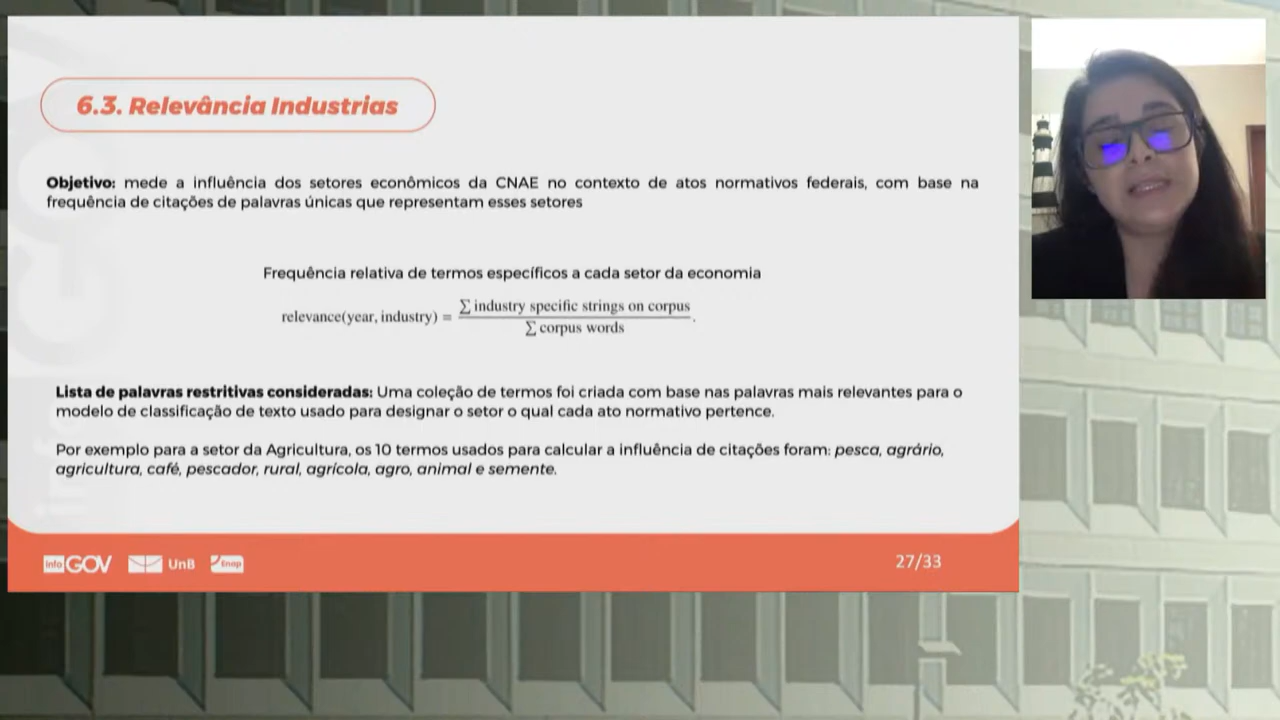 6.3. Relevância Industrias
Objetivo: mede a influência dos setores econômicos da CNAE no contexto de atos normativos federais, com base na
frequência de citações de palavras únicas que representam esses setores
Frequência relativa de termos específicos a cada setor da economia
relevance(year, industry) = ∑ industry specific strings on corpus
∑ corpus words.
Lista de palavras restritivas consideradas: Uma coleção de termos foi criada com base nas palavras mais relevantes para o
modelo de classificação de texto usado para designar o setor o qual cada ato normativo pertence.
Por exemplo para a setor da Agricultura, os 10 termos usados para calcular a influência de citações foram: pesca, agrário,
agricultura, café, pescador, rural, agrícola, agro, animal e semente.
infoGOV UnB Enap 27/33